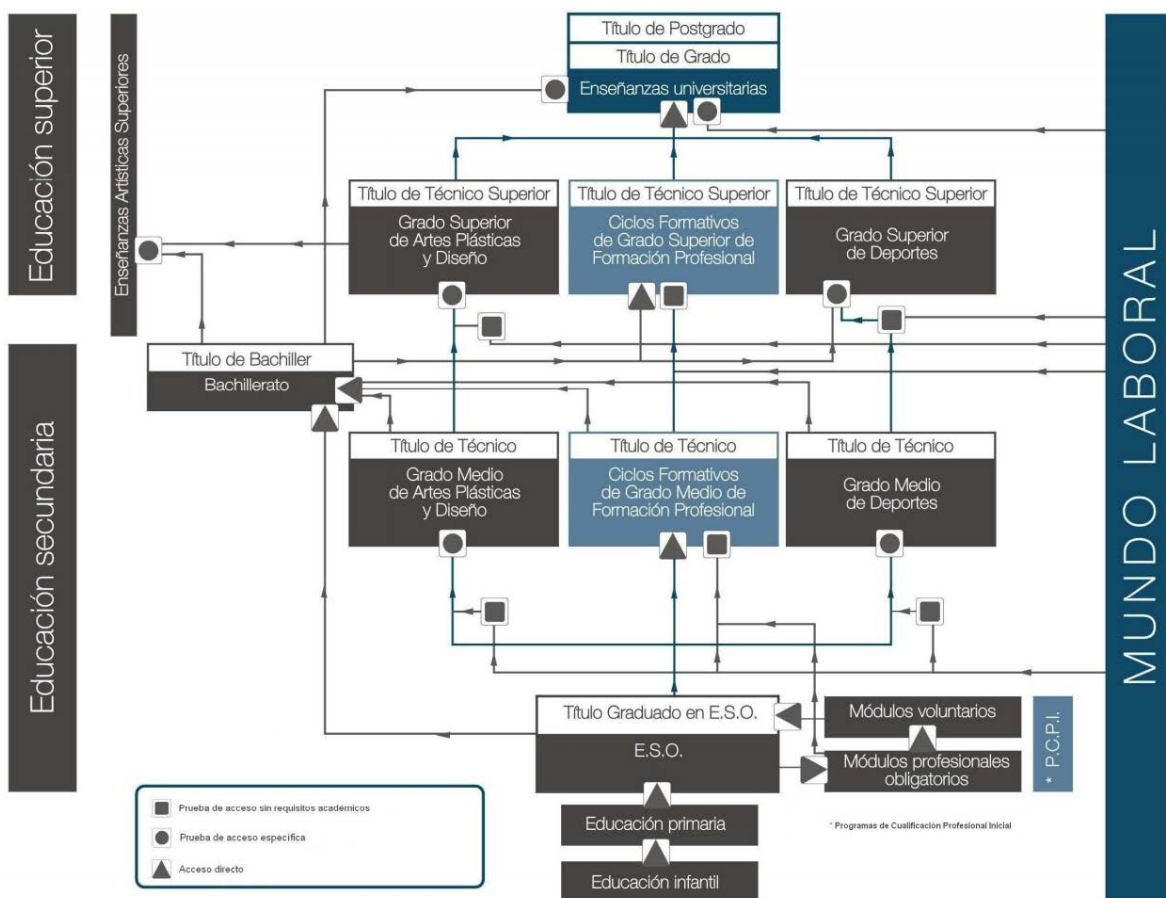 Educación superior
Enseñanzas Artísticas Superiores
Título de Postgrado
Título de Grado
Enseñanzas universitarias
Título de Técnico Superior
Grado Superior
de Artes Plásticas
y Diseño
Título de Técnico Superior
Ciclos Formativos
de Grado Superior de
Formación Profesional
Título de Técnico Superior
Grado Superior
de Deportes
MUNDO LABORAL
Educación secundaria
Título de Bachiller
Bachillerato
Título de Técnico
Grado Medio
de Artes Plásticas
y Diseño
Título de Técnico
Ciclos Formativos
de Grado Medio de
Formación Profesional
Título de Técnico
Grado Medio
de Deportes
Título Graduado en E.S.O.
E.S.O.
Módulos voluntarios
Módulos profesionales
obligatorios
* P.C.P.I.
Educación primaria
Educación infantil
* Programas de Cualificación Profesional Inicial
Prueba de acceso sin requisitos académicos
Prueba de acceso específica
Acceso directo